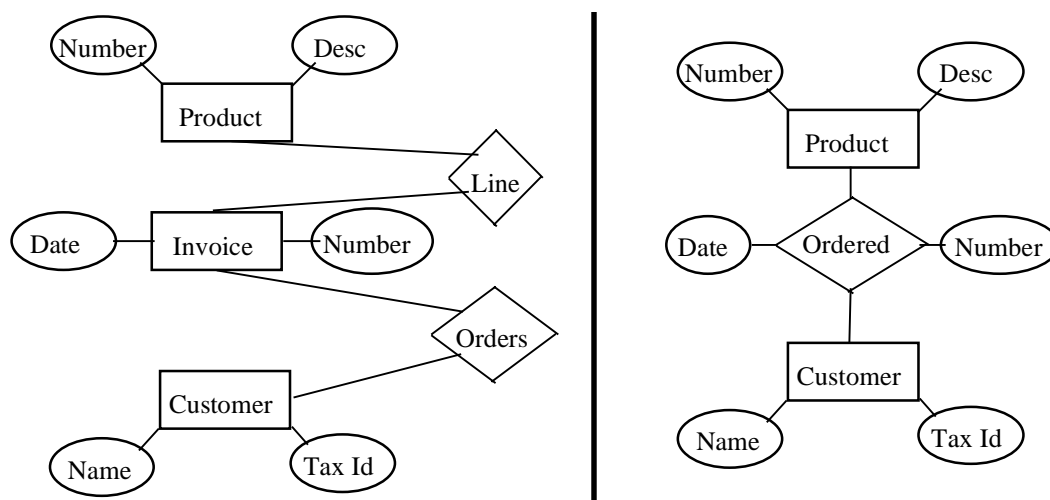 Number
Desc
Product
Line
Date
Invoice
Number
Orders
Customer
Name
Tax Id
Number
Desc
Product
Date
Ordered
Number
Customer
Name
Tax Id